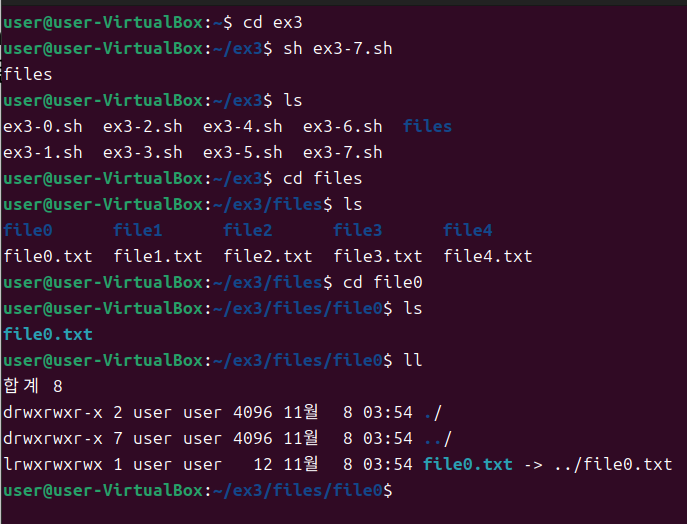 user@user-VirtualBox:~$ cd ex3
user@user-VirtualBox:~/ex3$ sh ex3-7.sh
files
user@user-VirtualBox:~/ex3$ ls
ex3-0.sh  ex3-2.sh  ex3-4.sh  ex3-6.sh  files
ex3-1.sh  ex3-3.sh  ex3-5.sh  ex3-7.sh
user@user-VirtualBox:~/ex3$ cd files
user@user-VirtualBox:~/ex3/files$ ls
file0      file1      file2      file3      file4
file0.txt  file1.txt  file2.txt  file3.txt  file4.txt
user@user-VirtualBox:~/ex3/files$ cd file0
user@user-VirtualBox:~/ex3/files/file0$ ls
file0.txt
user@user-VirtualBox:~/ex3/files/file0$ ll
합계 8
drwxrwxr-x 2 user user 4096 11월  8 03:54 ./
drwxrwxr-x 7 user user 4096 11월  8 03:54 ../
lrwxrwxrwx 1 user user   12 11월  8 03:54 file0.txt -> ../file0.txt
user@user-VirtualBox:~/ex3/files/file0$